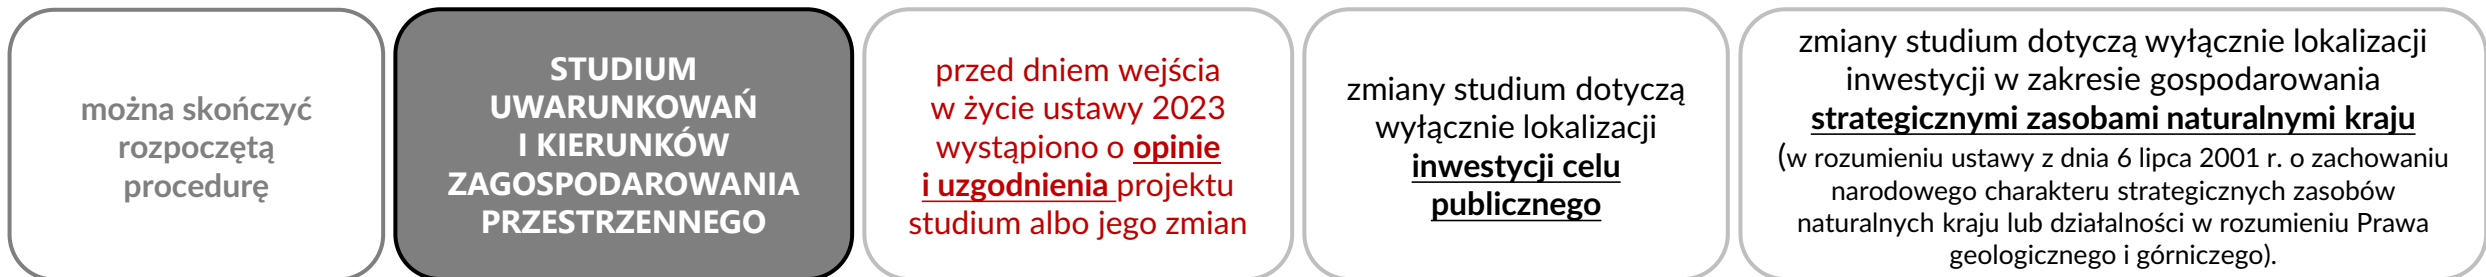 można skończyć
rozpoczętą
procedurę
STUDIUM
UWARUNKOWAŃ
I KIERUNKÓW
ZAGOSPODAROWANIA
PRZESTRZENNEGO
przed dniem wejścia
w życie ustawy 2023
wystąpiono o opinie
i uzgodnienia projektu
studium albo jego zmian
zmiany studium dotyczą
wyłącznie lokalizacji
inwestycji celu
publicznego
zmiany studium dotyczą wyłącznie lokalizacji
inwestycji w zakresie gospodarowania
strategicznymi zasobami naturalnymi kraju
(w rozumieniu ustawy z dnia 6 lipca 2001 r. o zachowaniu
narodowego charakteru strategicznych zasobów
naturalnych kraju lub działalności w rozumieniu Prawa
geologicznego i górniczego).